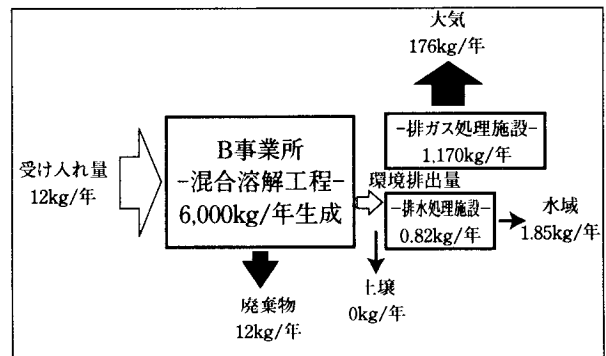 大気
176kg/年
-排ガス処理施設-
1,170kg/年
受け入れ量
12kg/年
B事業所
-混合溶解工程-
6,000kg/年生成
環境排出量
-排水処理施設-
0.82kg/年
水域
1.85kg/年
土壌
0kg/年
廃棄物
12kg/年